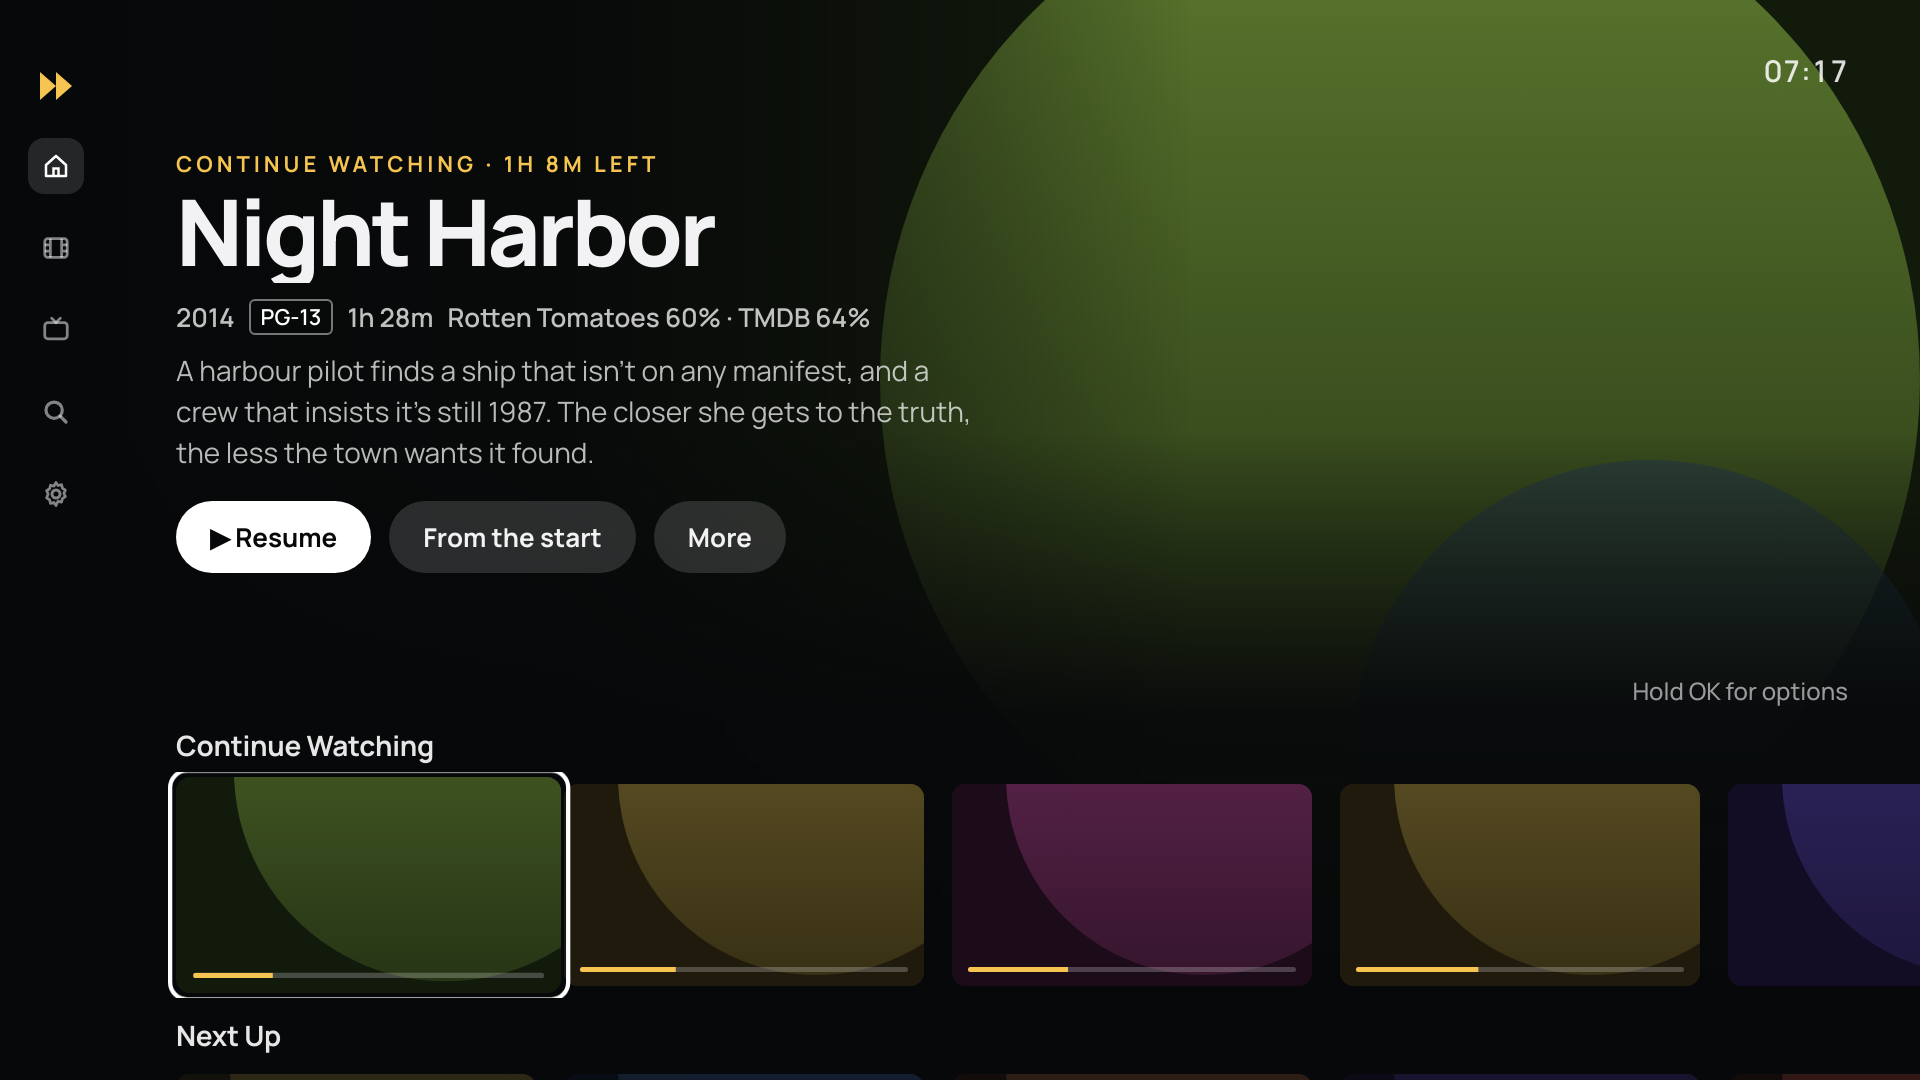 07:17
CONTINUE WATCHING · 1H 8M LEFT
Night Harbor
2014 PG-13 1h 28m Rotten Tomatoes 60% · TMDB 64%
A harbour pilot finds a ship that isn’t on any manifest, and a
crew that insists it’s still 1987. The closer she gets to the truth,
the less the town wants it found.
▶ Resume From the start More
Hold OK for options
Continue Watching
Next Up